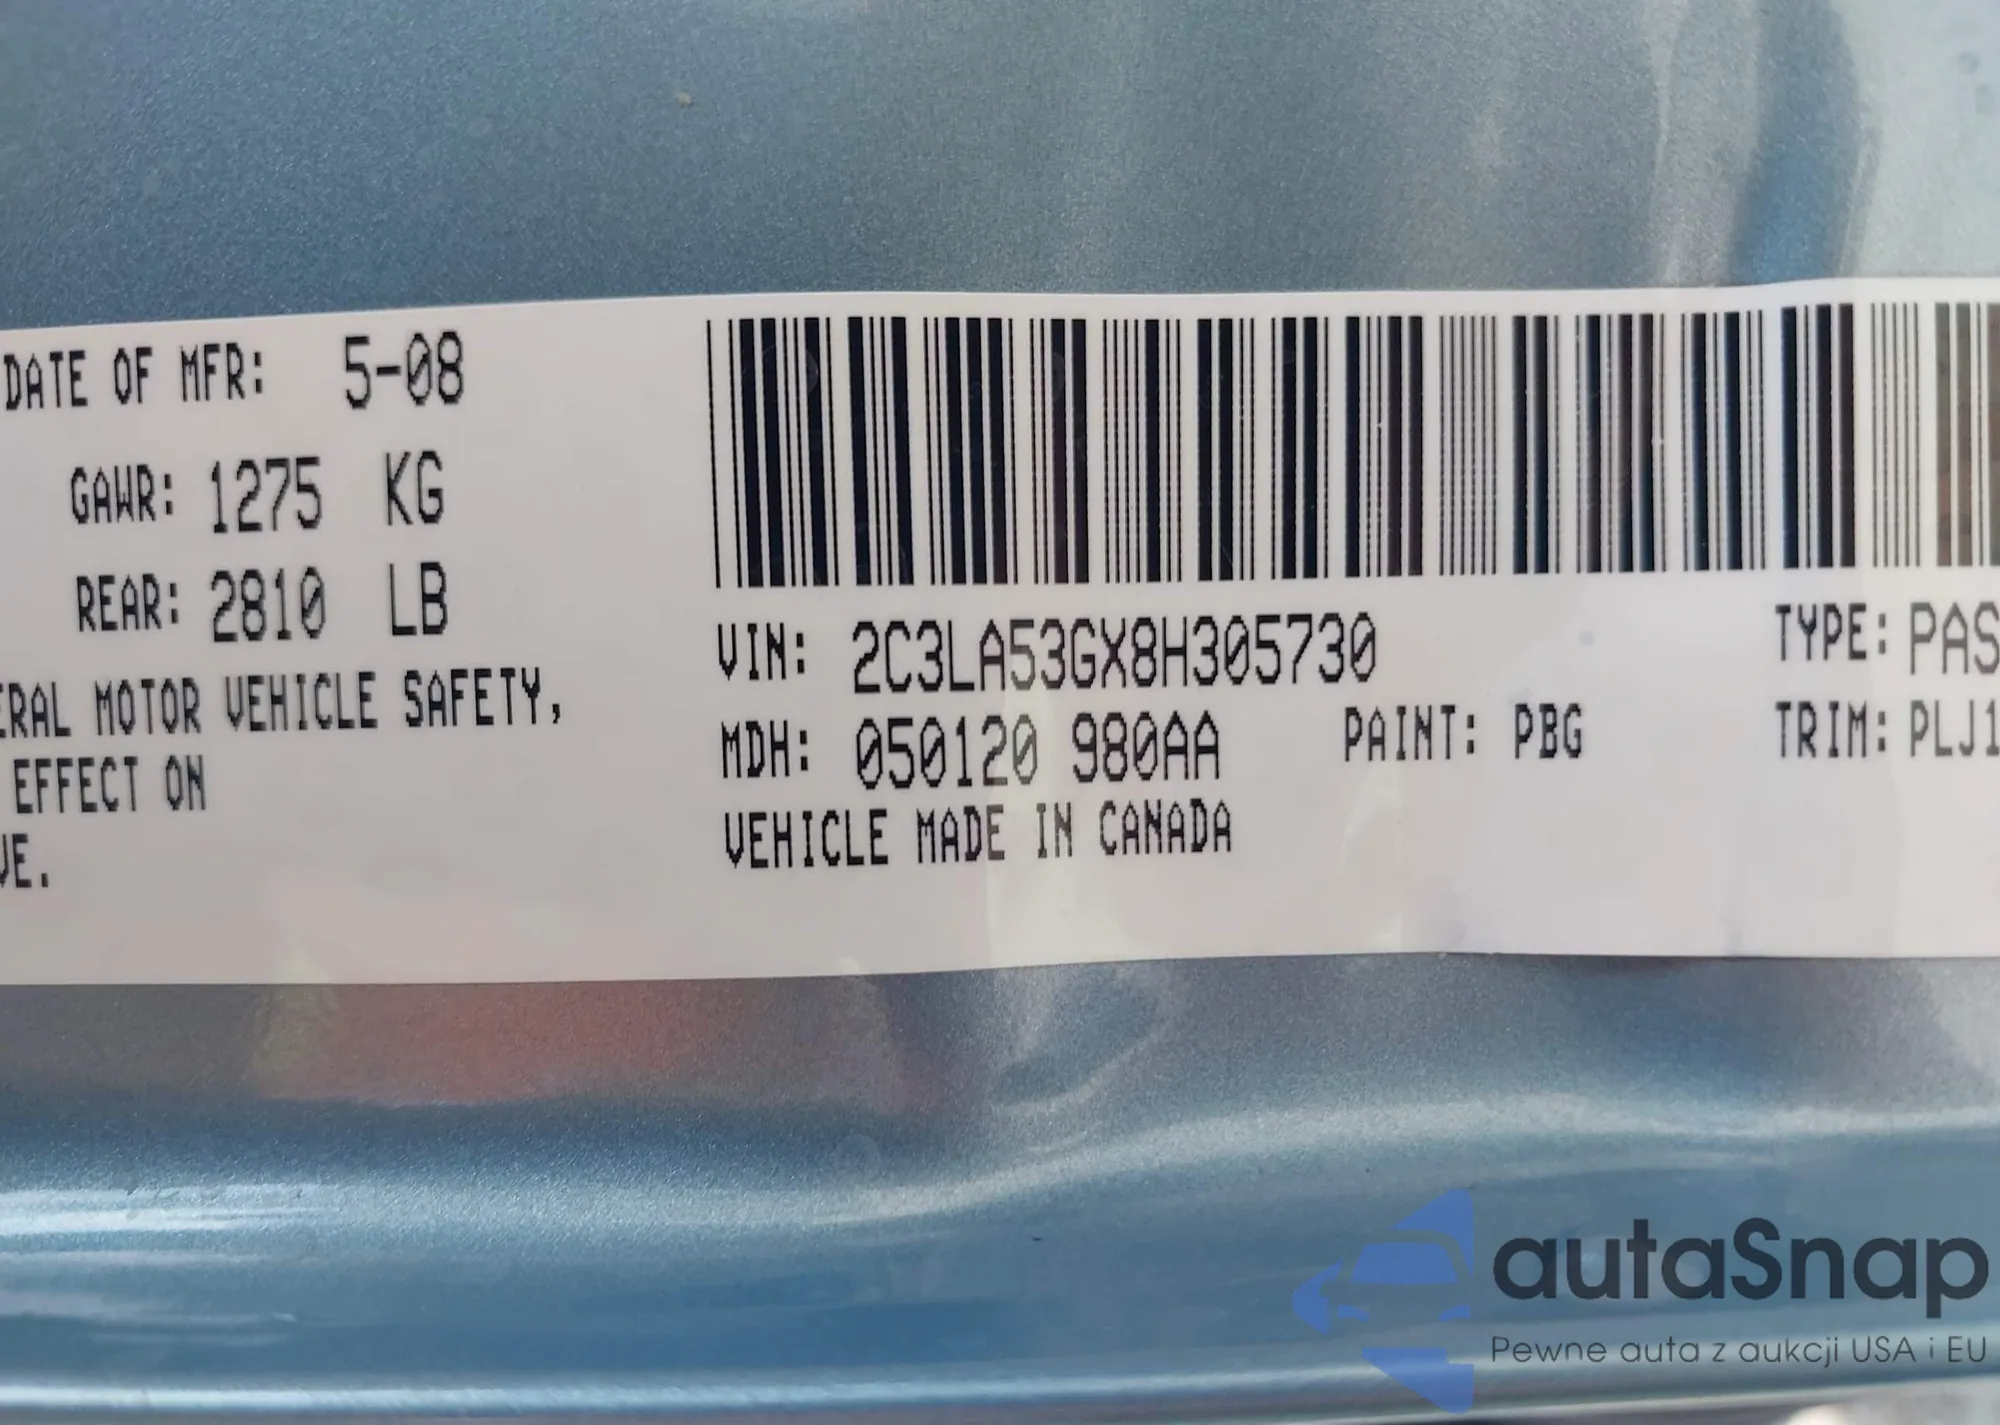 DATE OF MFR: 5-08
GAWR: 1275 KG
REAR: 2810 LB
ERAL MOTOR VEHICLE SAFETY,
EFFECT ON
VE.
VIN: 2C3LA53GX8H305730
TYPE: PAS
MDH: 050120 980AA
PAINT: PBG
TRIM: PLJ1
VEHICLE MADE IN CANADA
autaSnap
Pewne auta z aukcji USA i EU